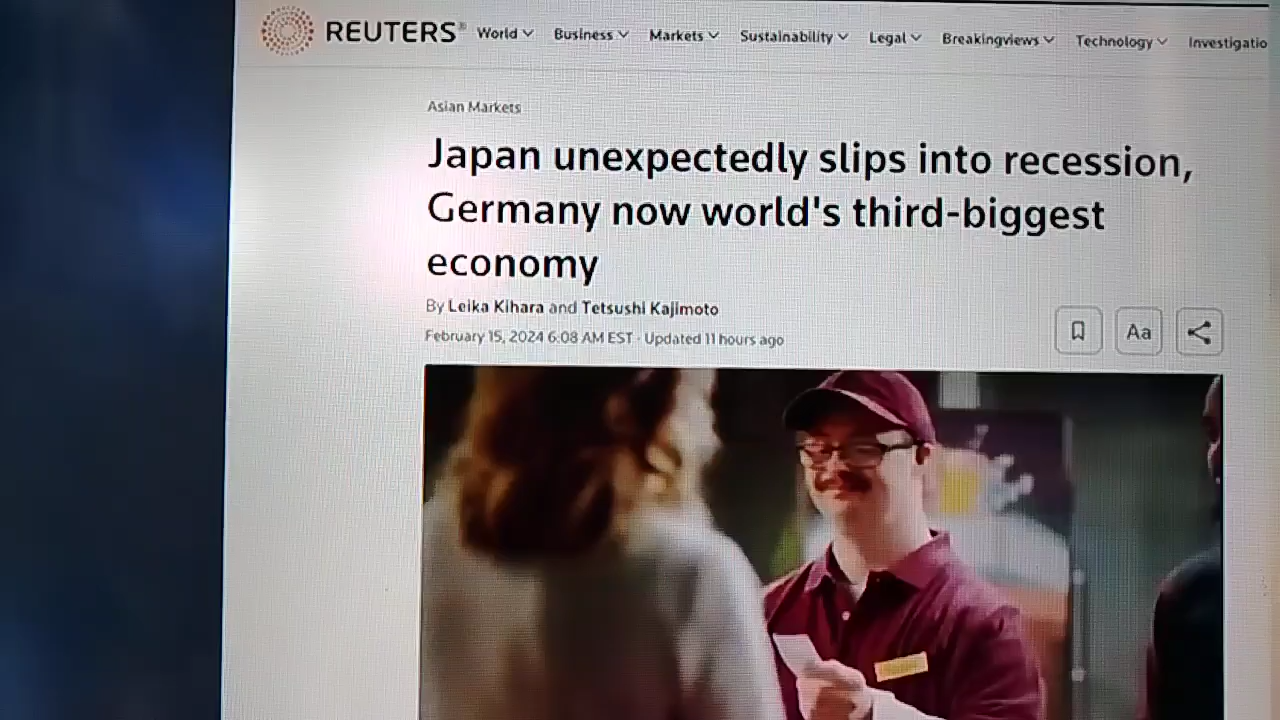 REUTERS®
World Business Markets Sustainability Legal Breakingviews Technology Investigatio
Asian Markets
Japan unexpectedly slips into recession,
Germany now world's third-biggest
economy
By Leika Kihara and Tetsushi Kajimoto
February 15, 2024 6:08 AM EST · Updated 11 hours ago
Aa